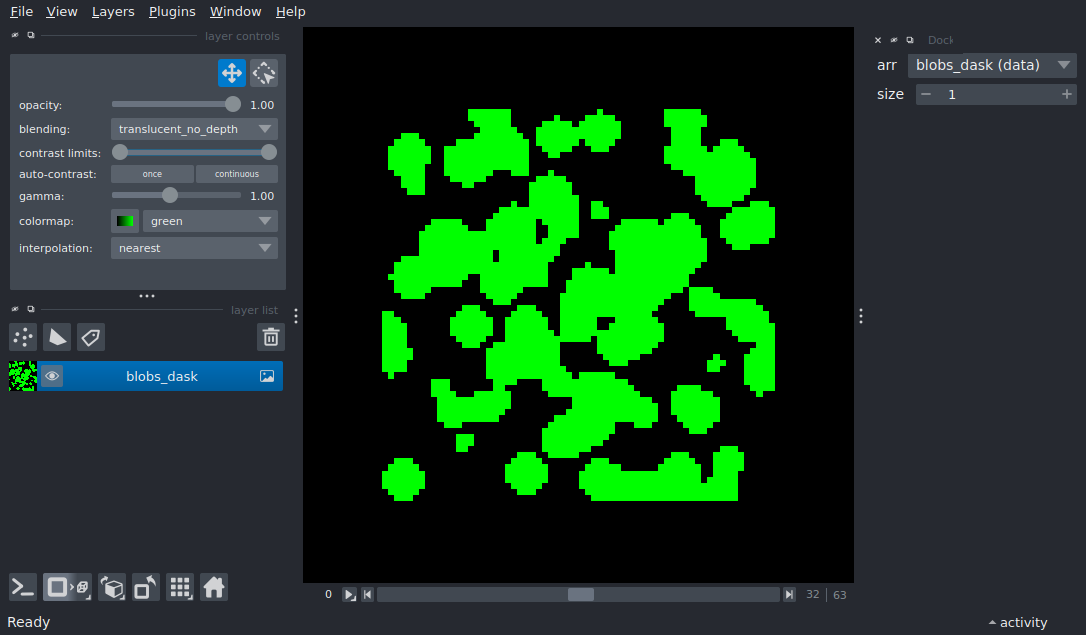 File View Layers Plugins Window Help
layer controls
opacity: 1.00
blending: translucent_no_depth
contrast limits:
auto-contrast: once continuous
gamma: 1.00
colormap: green
interpolation: nearest
layer list
blobs_dask
Dock
arr blobs_dask (data)
size 1
0 32 63
Ready
activity